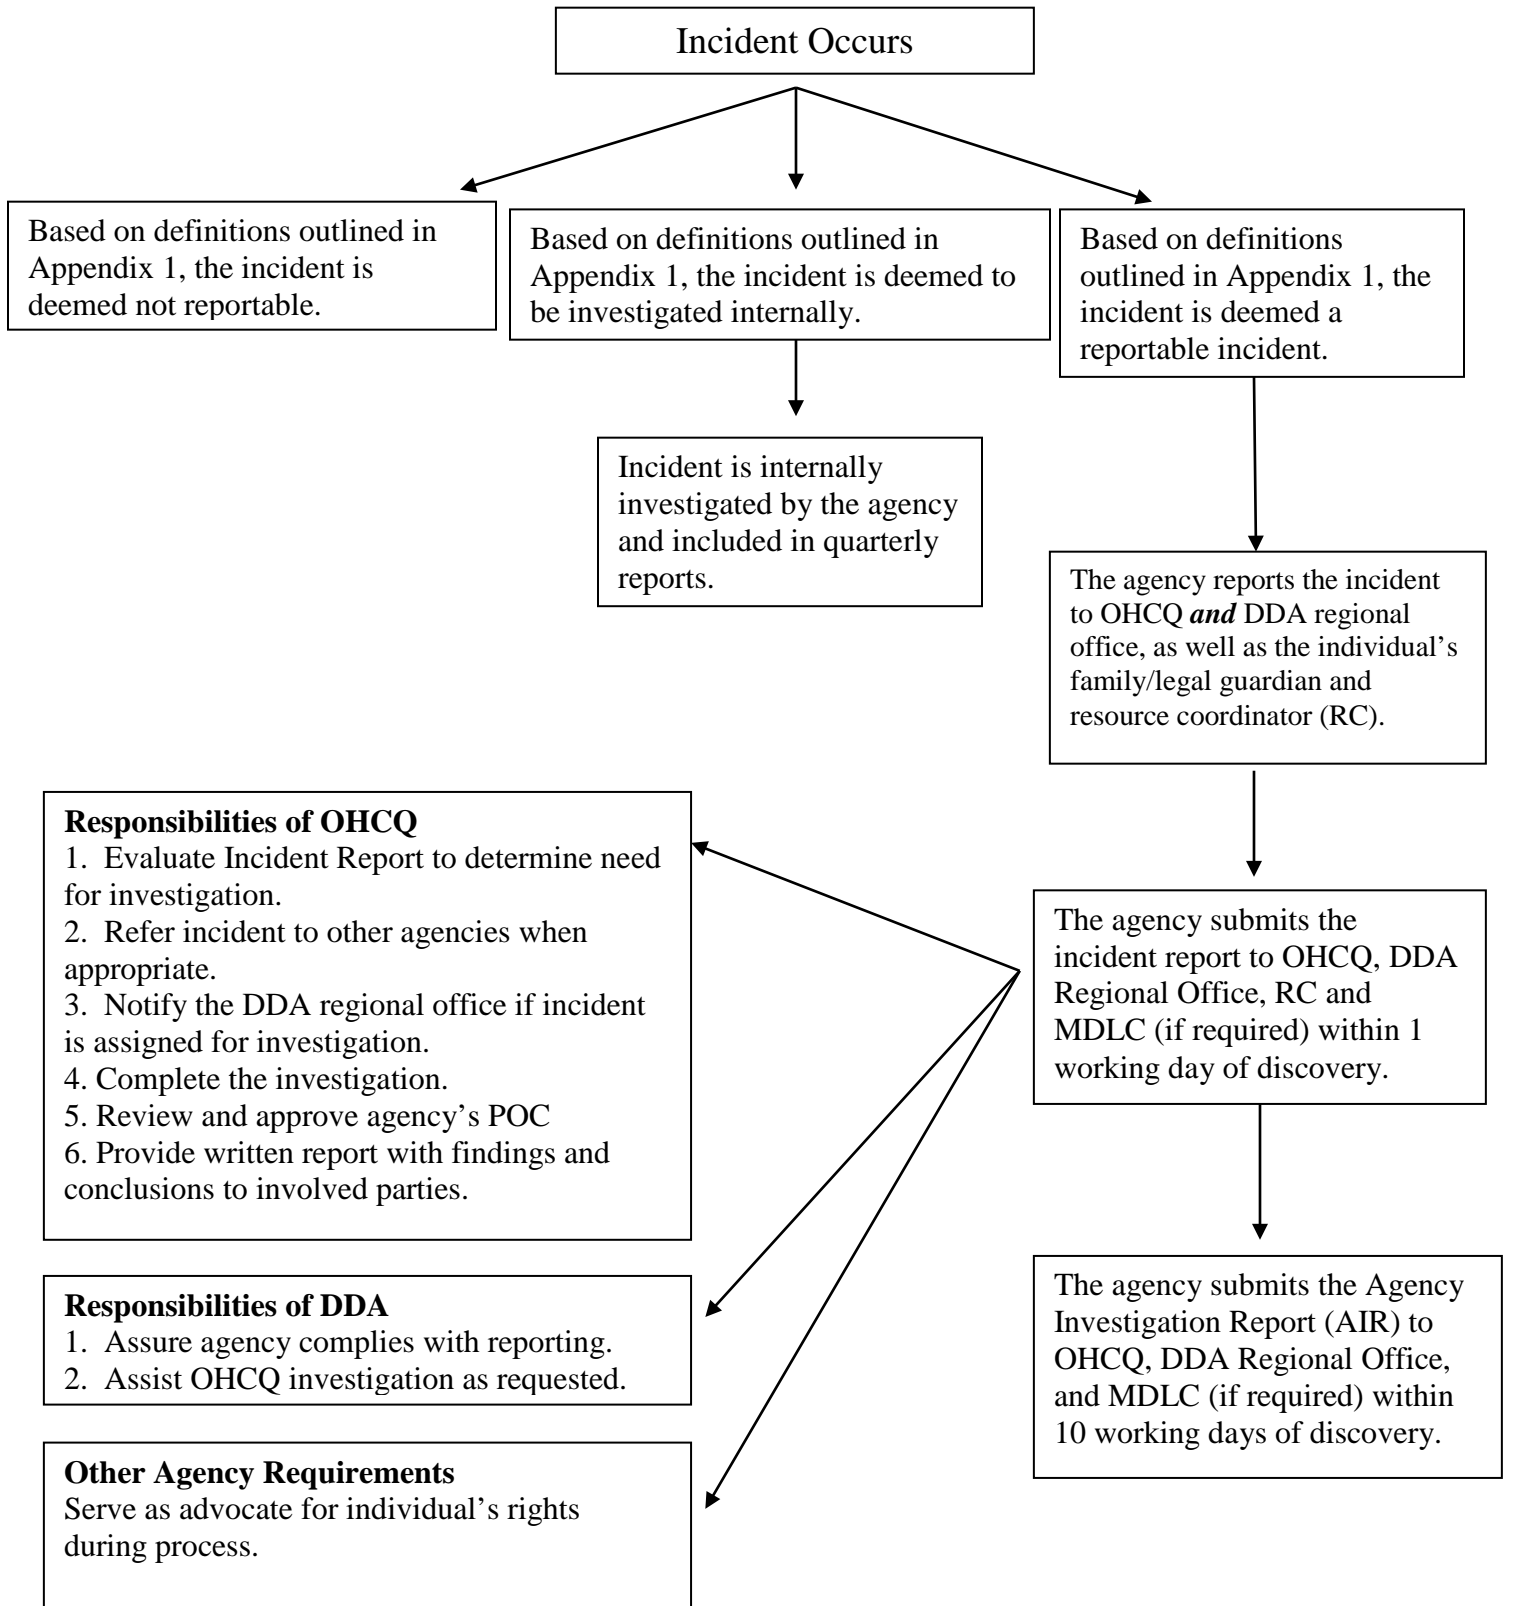 Incident Occurs
Based on definitions outlined in
Appendix 1, the incident is
deemed not reportable.
Based on definitions outlined in
Appendix 1, the incident is deemed to
be investigated internally.
Based on definitions
outlined in Appendix 1, the
incident is deemed a
reportable incident.
Incident is internally
investigated by the agency
and included in quarterly
reports.
The agency reports the incident
to OHCQ and DDA regional
office, as well as the individual’s
family/legal guardian and
resource coordinator (RC).
The agency submits the
incident report to OHCQ, DDA
Regional Office, RC and
MDLC (if required) within 1
working day of discovery.
The agency submits the Agency
Investigation Report (AIR) to
OHCQ, DDA Regional Office,
and MDLC (if required) within
10 working days of discovery.
Responsibilities of OHCQ
1. Evaluate Incident Report to determine need
for investigation.
2. Refer incident to other agencies when
appropriate.
3. Notify the DDA regional office if incident
is assigned for investigation.
4. Complete the investigation.
5. Review and approve agency’s POC
6. Provide written report with findings and
conclusions to involved parties.
Responsibilities of DDA
1. Assure agency complies with reporting.
2. Assist OHCQ investigation as requested.
Other Agency Requirements
Serve as advocate for individual’s rights
during process.